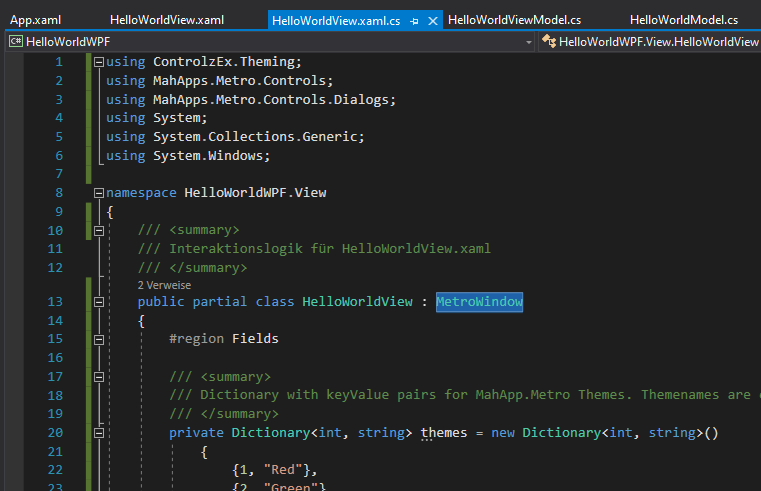 App.xaml HelloWorldView.xaml HelloWorldView.xaml.cs HelloWorldViewModel.cs HelloWorldModel.cs
C# HelloWorldWPF HelloWorldWPF.View.HelloWorldView
1 using ControlzEx.Theming;
2 using MahApps.Metro.Controls;
3 using MahApps.Metro.Controls.Dialogs;
4 using System;
5 using System.Collections.Generic;
6 using System.Windows;
7
8 namespace HelloWorldWPF.View
9 {
10 /// <summary>
11 /// Interaktionslogik für HelloWorldView.xaml
12 /// </summary>
2 Verweise
13 public partial class HelloWorldView : MetroWindow
14 {
15 #region Fields
16
17 /// <summary>
18 /// Dictionary with keyValue pairs for MahApp.Metro Themes. Themenames are
19 /// </summary>
20 private Dictionary<int, string> themes = new Dictionary<int, string>()
21 {
22 {1, "Red"},
23 {2, "Green"}